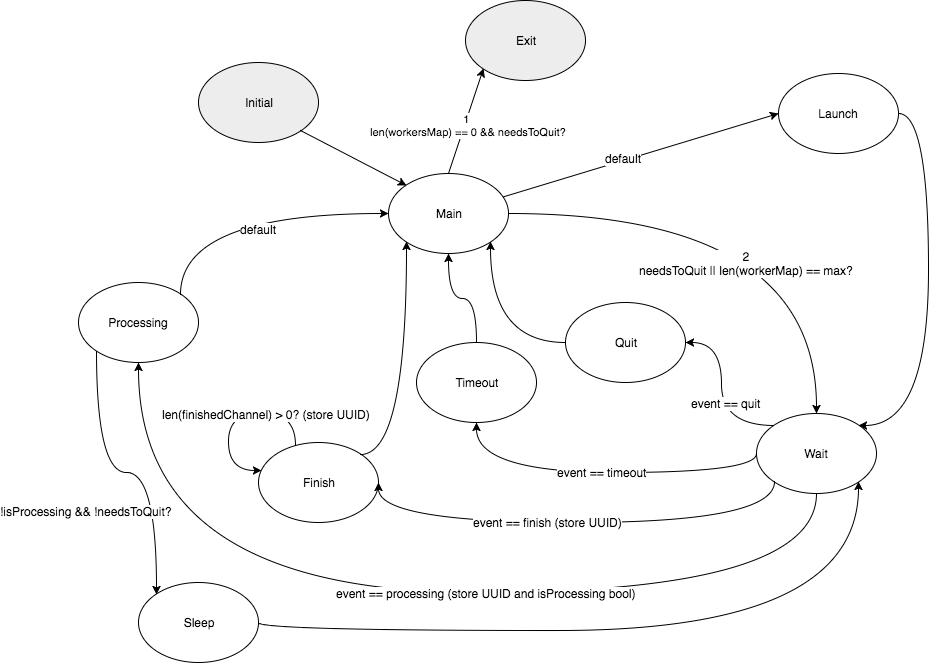 Exit
Initial
1
len(workersMap) == 0 && needsToQuit?
Launch
default
Main
default
2
needsToQuit || len(workerMap) == max?
Processing
Quit
Timeout
event == quit
len(finishedChannel) > 0? (store UUID)
Wait
event == timeout
Finish
!isProcessing && !needsToQuit?
event == finish (store UUID)
event == processing (store UUID and isProcessing bool)
Sleep